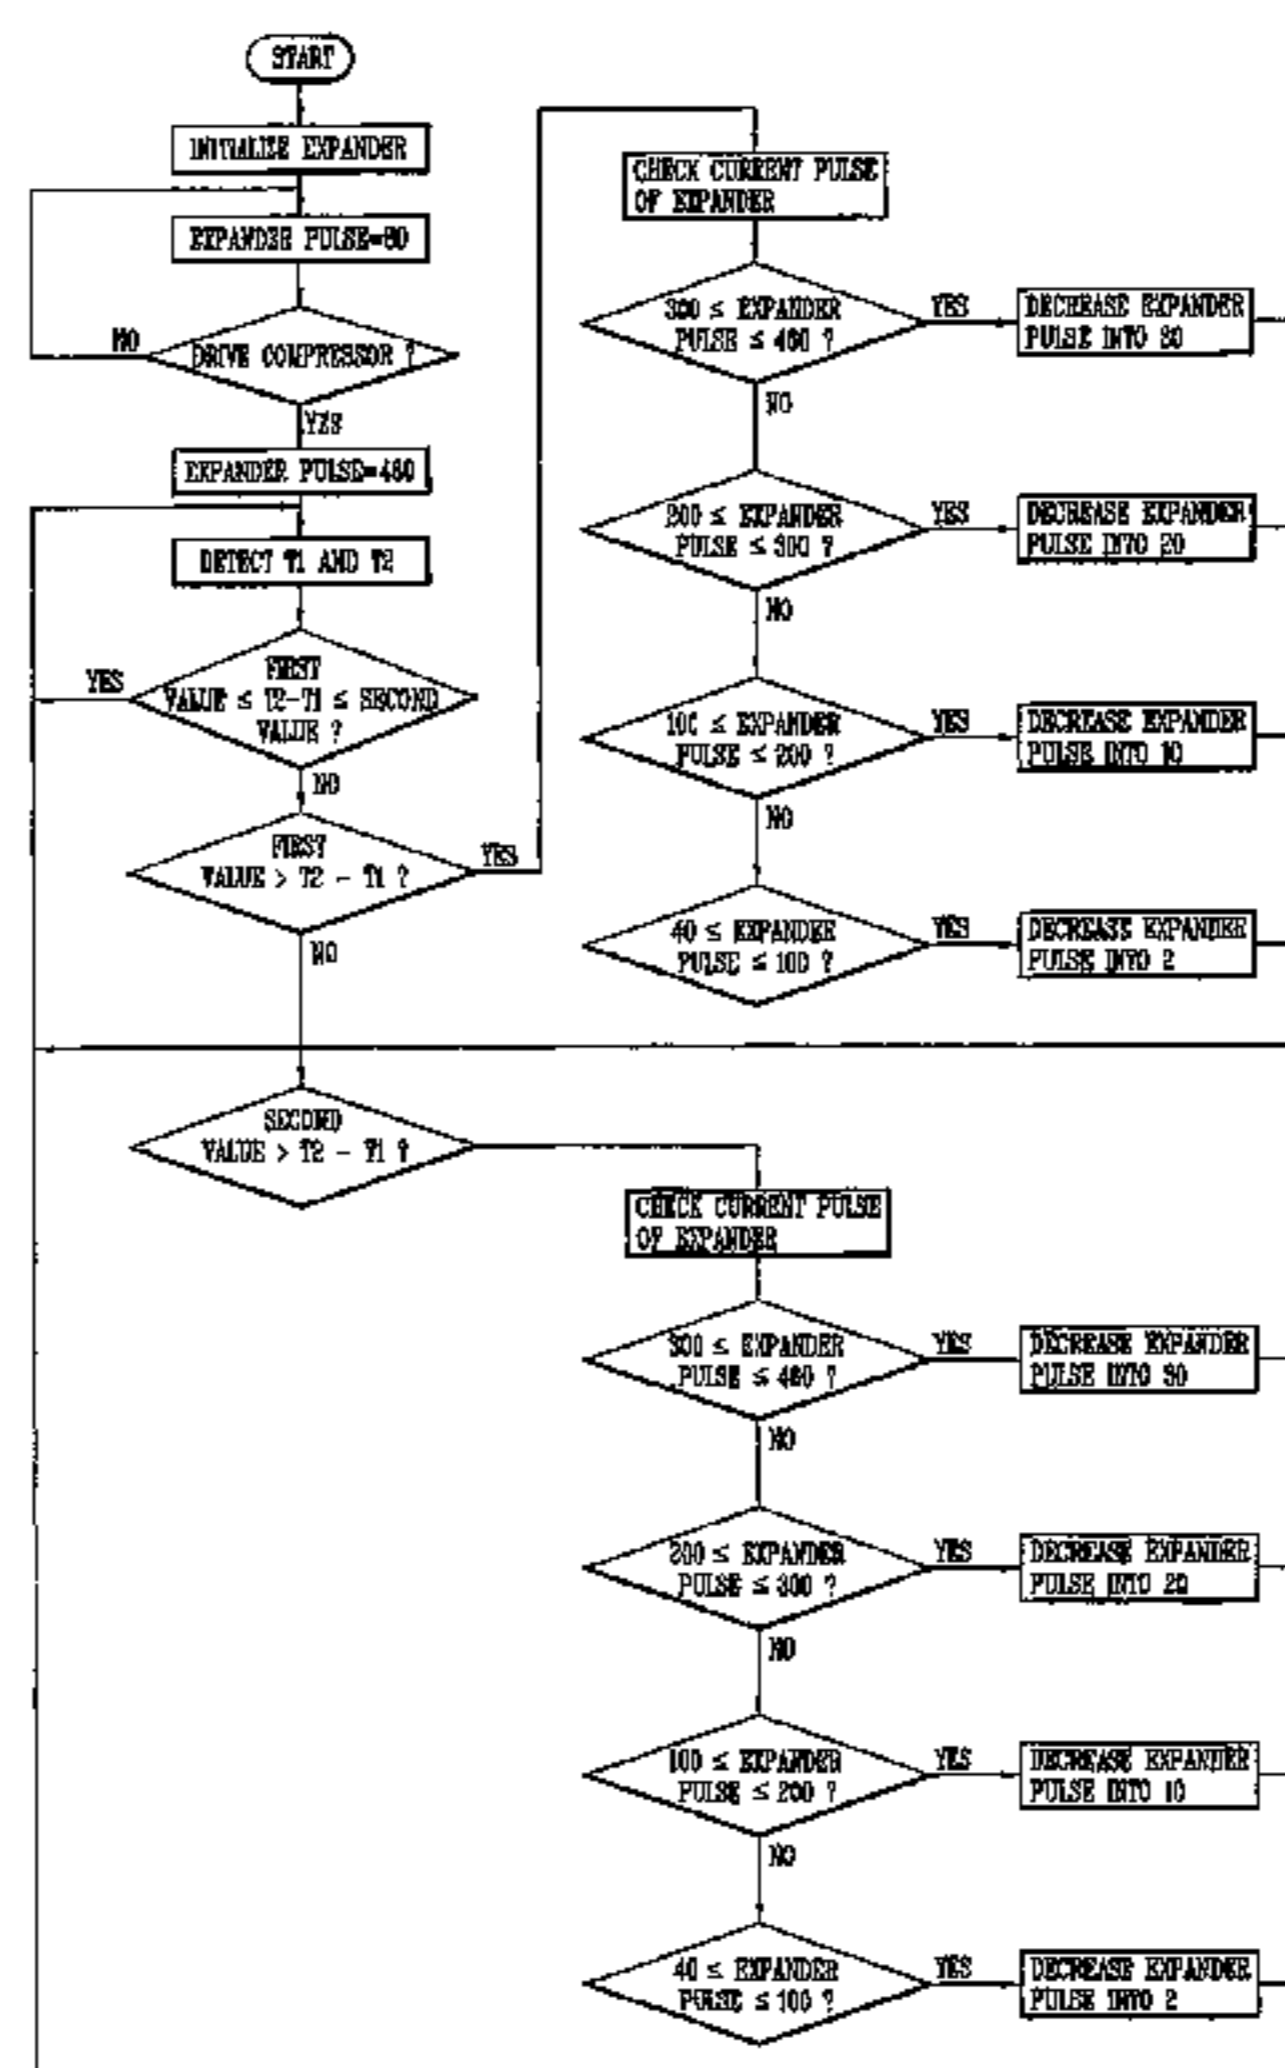 START
INITIALIZE EXPANDER
EXPANDER PULSE=80
DRIVE COMPRESSOR ?
NO
YES
EXPANDER PULSE=480
DETECT T1 AND T2
FIRST
VALUE ≤ T2-T1 ≤ SECOND
VALUE ?
YES
NO
FIRST
VALUE > T2 - T1 ?
YES
NO
CHECK CURRENT PULSE
OF EXPANDER
300 ≤ EXPANDER
PULSE ≤ 480 ?
YES
DECREASE EXPANDER
PULSE INTO 30
NO
200 ≤ EXPANDER
PULSE ≤ 300 ?
YES
DECREASE EXPANDER
PULSE INTO 20
NO
100 ≤ EXPANDER
PULSE ≤ 200 ?
YES
DECREASE EXPANDER
PULSE INTO 10
NO
40 ≤ EXPANDER
PULSE ≤ 100 ?
YES
DECREASE EXPANDER
PULSE INTO 2
SECOND
VALUE > T2 - T1 ?
CHECK CURRENT PULSE
OF EXPANDER
300 ≤ EXPANDER
PULSE ≤ 480 ?
YES
DECREASE EXPANDER
PULSE INTO 30
NO
200 ≤ EXPANDER
PULSE ≤ 300 ?
YES
DECREASE EXPANDER
PULSE INTO 20
NO
100 ≤ EXPANDER
PULSE ≤ 200 ?
YES
DECREASE EXPANDER
PULSE INTO 10
NO
40 ≤ EXPANDER
PULSE ≤ 100 ?
YES
DECREASE EXPANDER
PULSE INTO 2